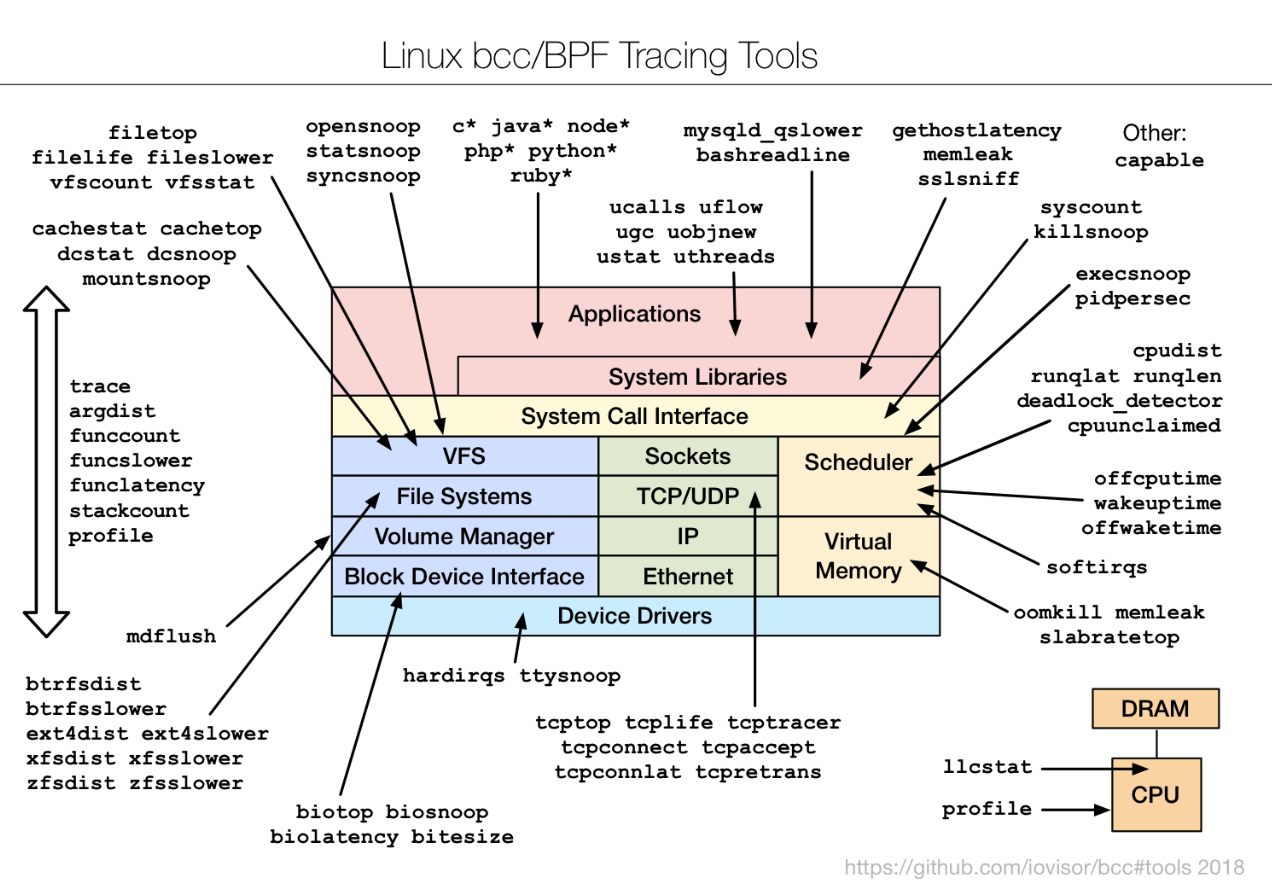 Linux bcc/BPF Tracing Tools
filetop
filelife fileslower
vfscount vfsstat
opensnoop
statsnoop
syncsnoop
c* java* node*
php* python*
ruby*
mysqld_qslower
bashreadline
gethostlatency
memleak
sslsniff
Other:
capable
cachestat cachetop
dcstat dcsnoop
mountsnoop
ucalls uflow
ugc uobjnew
ustat uthreads
syscount
killsnoop
execsnoop
pidpersec
trace
argdist
funccount
funcslower
funclatency
stackcount
profile
Applications
System Libraries
System Call Interface
VFS
File Systems
Volume Manager
Block Device Interface
Sockets
TCP/UDP
IP
Ethernet
Scheduler
Virtual
Memory
Device Drivers
cpudist
runqlat runqlen
deadlock_detector
cpuunclaimed
offcputime
wakeuptime
offwaketime
softirqs
oomkill memleak
slabratetop
mdflush
btrfsdist
btrfsslower
ext4dist ext4slower
xfsdist xfsslower
zfsdist zfsslower
hardirqs ttysnoop
biotop biosnoop
biolatency bitesize
tcptop tcplife tcptracer
tcpconnect tcpaccept
tcpconnlat tcpretrans
DRAM
llcstat
CPU
profile
https://github.com/iovisor/bcc#tools 2018